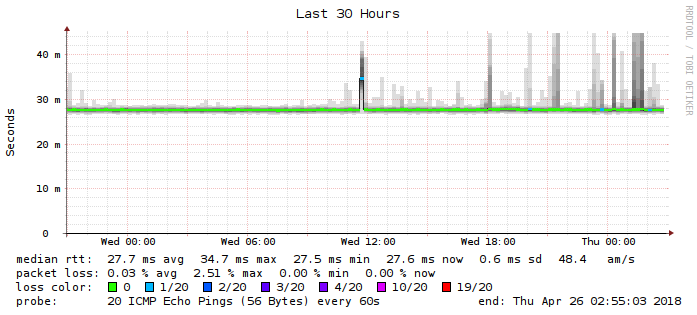 Last 30 Hours
RRDTOOL / TOBI OETIKER
Seconds
40 m
30 m
20 m
10 m
0
Wed 00:00 Wed 06:00 Wed 12:00 Wed 18:00 Thu 00:00
median rtt: 27.7 ms avg 34.7 ms max 27.5 ms min 27.6 ms now 0.6 ms sd 48.4 am/s
packet loss: 0.03 % avg 2.51 % max 0.00 % min 0.00 % now
loss color: 0 1/20 2/20 3/20 4/20 10/20 19/20
probe: 20 ICMP Echo Pings (56 Bytes) every 60s end: Thu Apr 26 02:55:03 2018